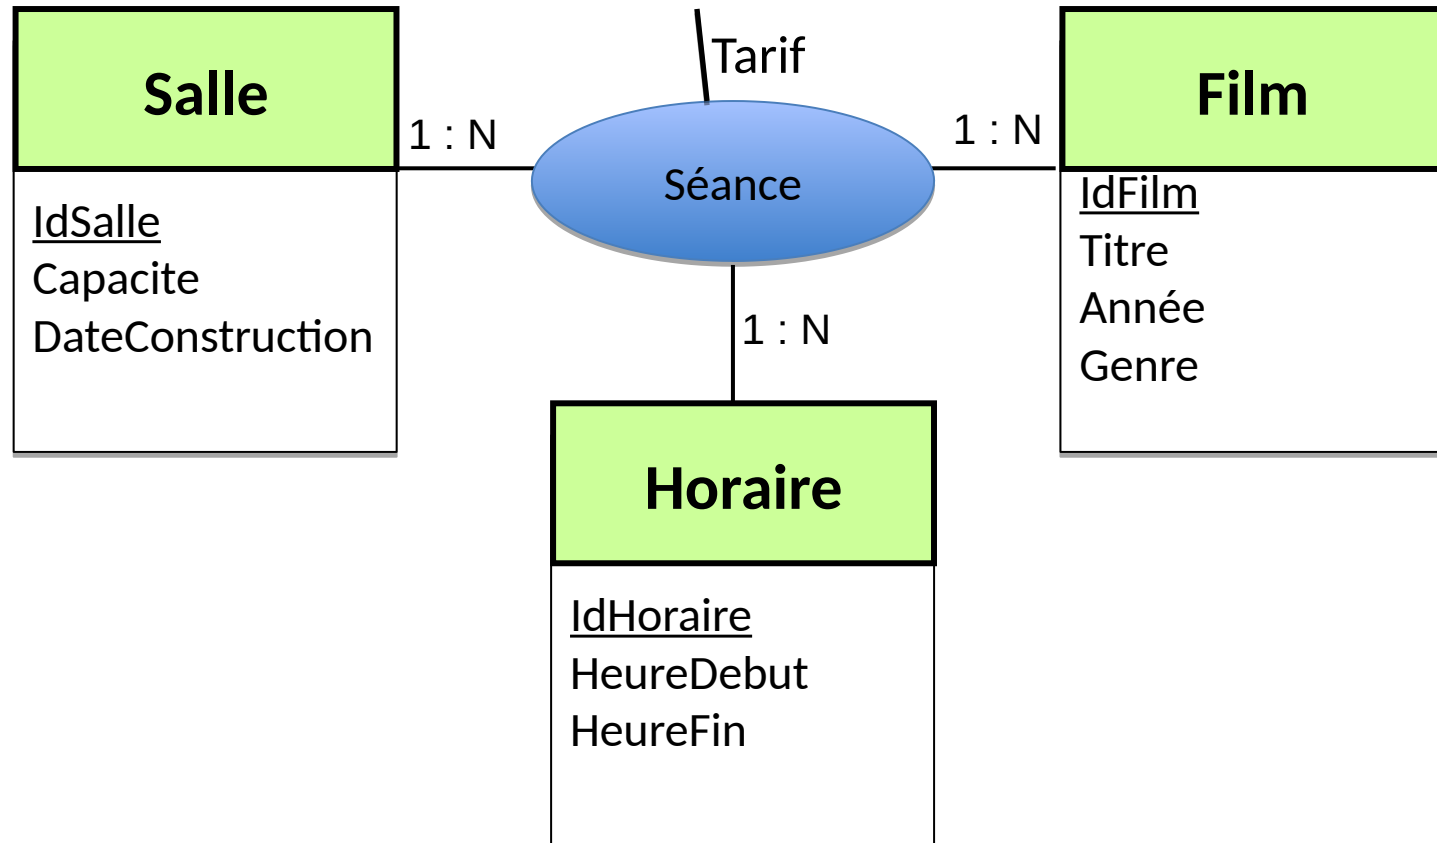 Salle
IdSalle
Capacite
DateConstruction
1 : N
Tarif
Séance
1 : N
1 : N
Film
IdFilm
Titre
Année
Genre
Horaire
IdHoraire
HeureDebut
HeureFin